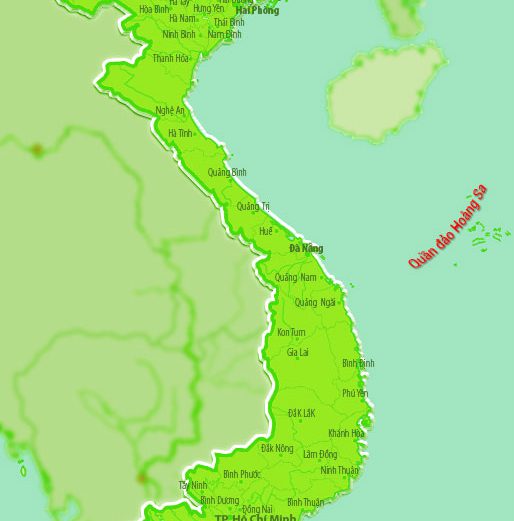 Hà Tây
Hòa Bình
Hưng Yên
Hải Phòng
Hà Nam
Thái Bình
Ninh Bình
Nam Định
Thanh Hóa
Nghệ An
Hà Tĩnh
Quảng Bình
Quảng Trị
Huế
Đà Nẵng
Quần đảo Hoàng Sa
Quảng Nam
Quảng Ngãi
KonTum
Gia Lai
Bình Định
Phú Yên
Đắk Lắk
Khánh Hòa
Đắk Nông
Lâm Đồng
Bình Phước
Ninh Thuận
Tây Ninh
Bình Dương
Bình Thuận
Đồng Nai
TP. Hồ Chí Minh